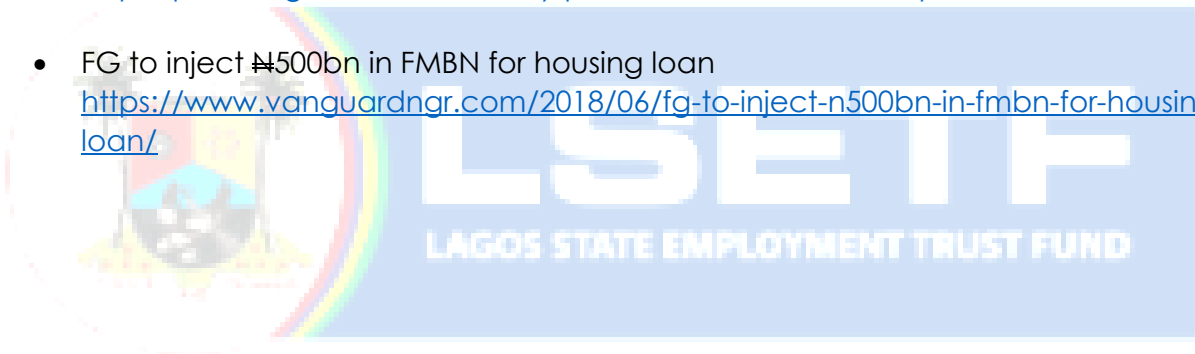 • FG to inject ₦500bn in FMBN for housing loan
https://www.vanguardngr.com/2018/06/fg-to-inject-n500bn-in-fmbn-for-housin
loan/
LSETF
LAGOS STATE EMPLOYMENT TRUST FUND